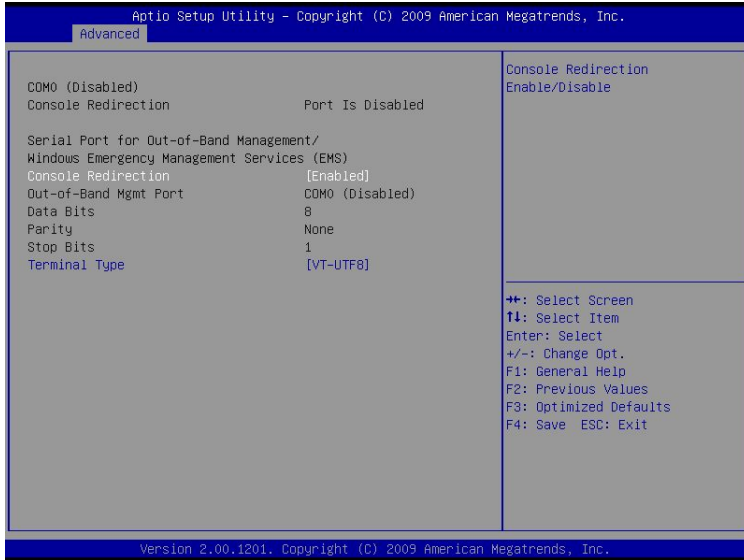 Aptio Setup Utility – Copyright (C) 2009 American Megatrends, Inc.
Advanced
COM0 (Disabled)
Console Redirection Port Is Disabled
Serial Port for Out-of-Band Management/
Windows Emergency Management Services (EMS)
Console Redirection [Enabled]
Out-of-Band Mgmt Port COM0 (Disabled)
Data Bits 8
Parity None
Stop Bits 1
Terminal Type [VT-UTF8]
Console Redirection
Enable/Disable
→←: Select Screen
↑↓: Select Item
Enter: Select
+/-: Change Opt.
F1: General Help
F2: Previous Values
F3: Optimized Defaults
F4: Save ESC: Exit
Version 2.00.1201. Copyright (C) 2009 American Megatrends, Inc.